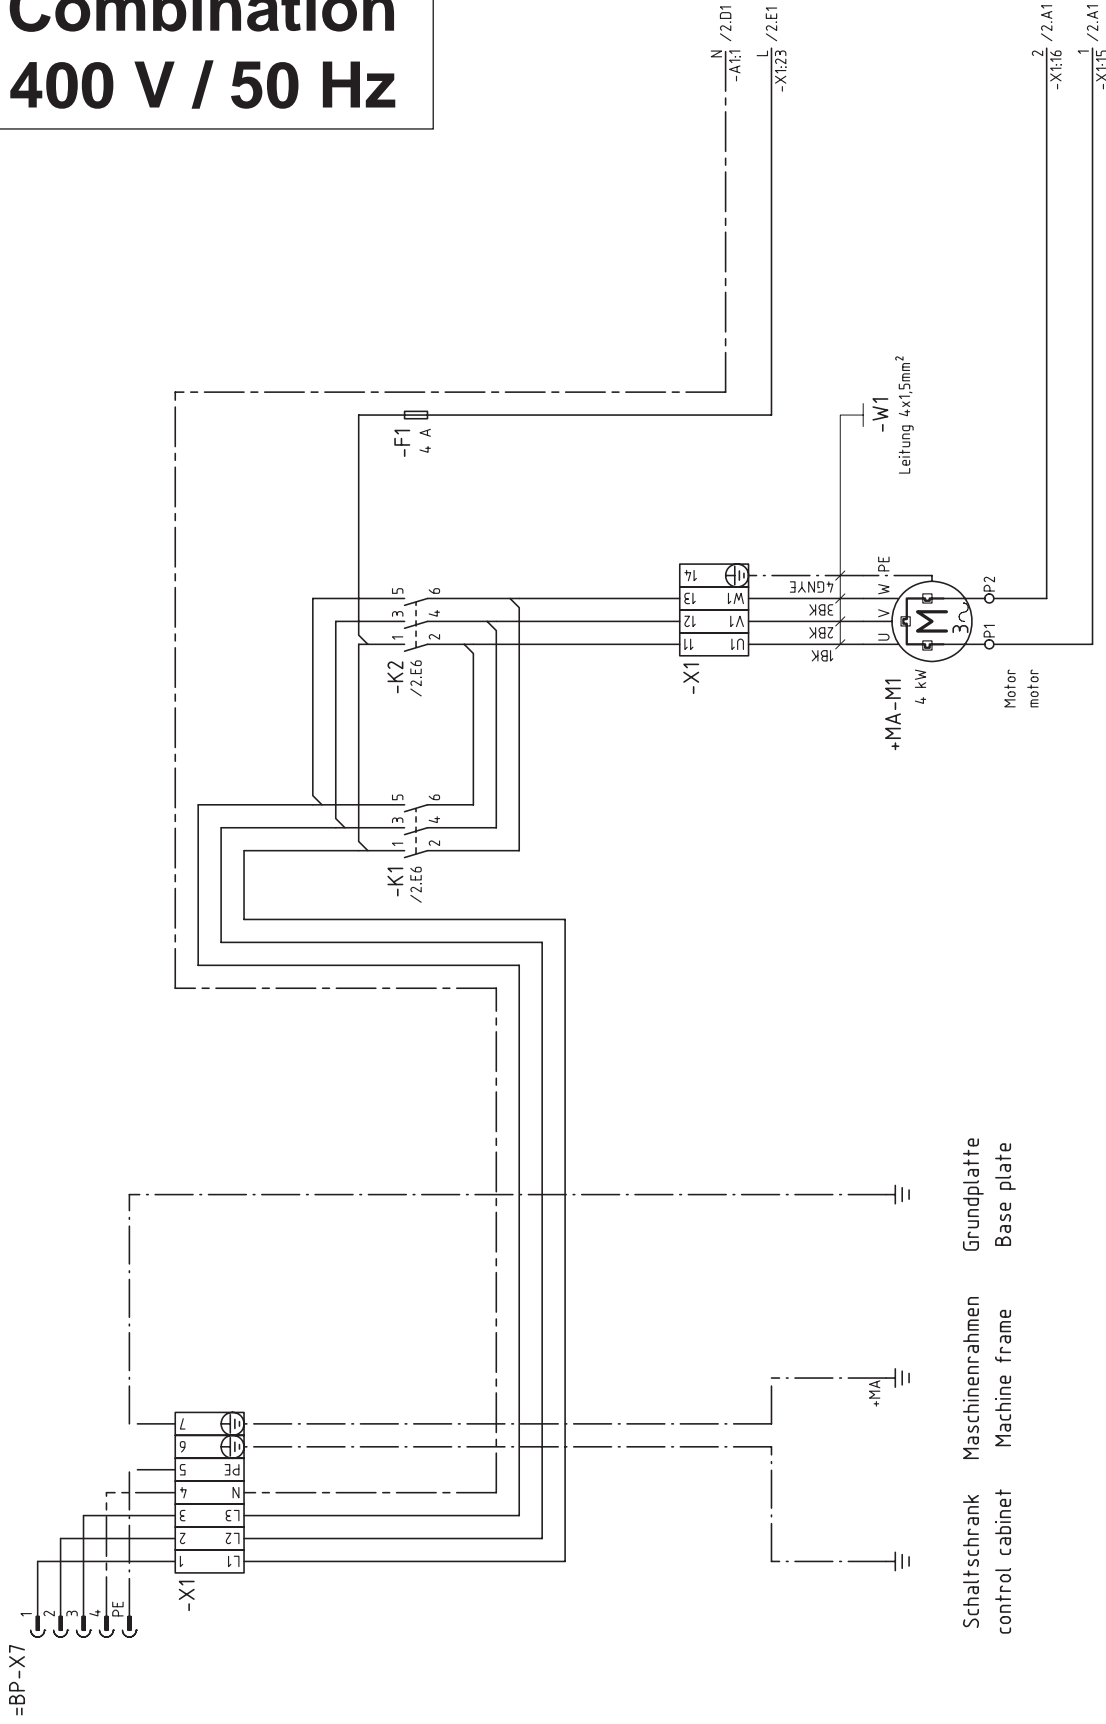 Combination
400 V / 50 Hz
N /2.D1
-A1:1
L /2.E1
-X1:23
2 /2.A1
-X1:16
1 /2.A1
-X1:15
-F1
4 A
-W1
Leitung 4x1,5mm²
-K2
/2.E6
1 3 5
2 4 6
-K1
/2.E6
1 3 5
2 4 6
-X1
11 12 13 14
U1 V1 W1
1BK 2BK 3BK 4GNYE
U V W PE
+MA-M1
4 kW
M
3~
P1 P2
Motor
motor
=BP-X7
1 2 3 4 PE
-X1
1 2 3 4 5 6 7
L1 L2 L3 N PE
+MA
Schaltschrank
control cabinet
Maschinenrahmen
Machine frame
Grundplatte
Base plate